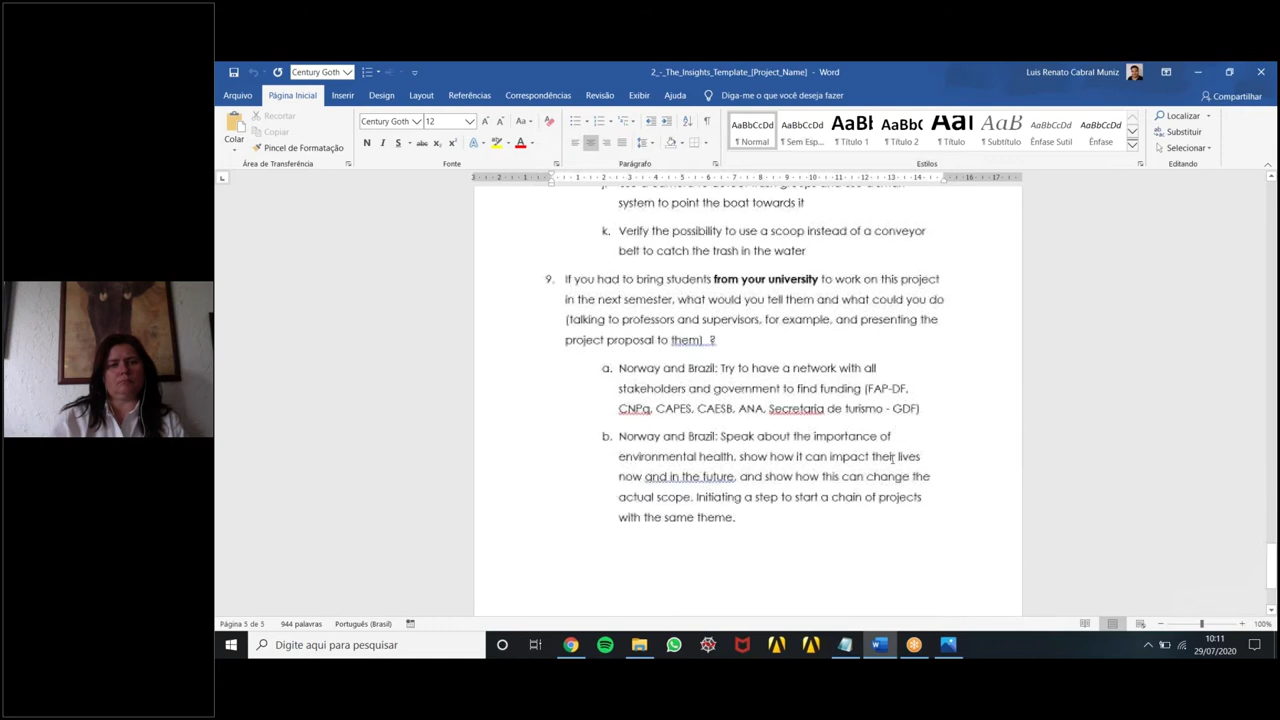 Century Goth
2_-_The_Insights_Template_[Project_Name] - Word
Luis Renato Cabral Muniz
Arquivo Página Inicial Inserir Design Layout Referências Correspondências Revisão Exibir Ajuda Diga-me o que você deseja fazer Compartilhar
Colar
Recortar
Copiar
Pincel de Formatação
Área de Transferência
Century Goth 12
Fonte
Parágrafo
AaBbCcDd AaBbCcDd AaBbC AaBbC AaB AaBbCcDd AaBbCcDd
¶ Normal ¶ Sem Esp... ¶ Título 1 ¶ Título 2 ¶ Título ¶ Subtítulo Ênfase Sutil Ênfase
Estilos
Localizar
Substituir
Selecionar
Editando
system to point the boat towards it
k. Verify the possibility to use a scoop instead of a conveyor
belt to catch the trash in the water
9. If you had to bring students from your university to work on this project
in the next semester, what would you tell them and what could you do
(talking to professors and supervisors, for example, and presenting the
project proposal to them) ?
a. Norway and Brazil: Try to have a network with all
stakeholders and government to find funding (FAP-DF,
CNPq, CAPES, CAESB, ANA, Secretaria de turismo - GDF)
b. Norway and Brazil: Speak about the importance of
environmental health, show how it can impact their lives
now and in the future, and show how this can change the
actual scope. Initiating a step to start a chain of projects
with the same theme.
Página 5 de 5 944 palavras Português (Brasil) 100%
Digite aqui para pesquisar
10:11
29/07/2020